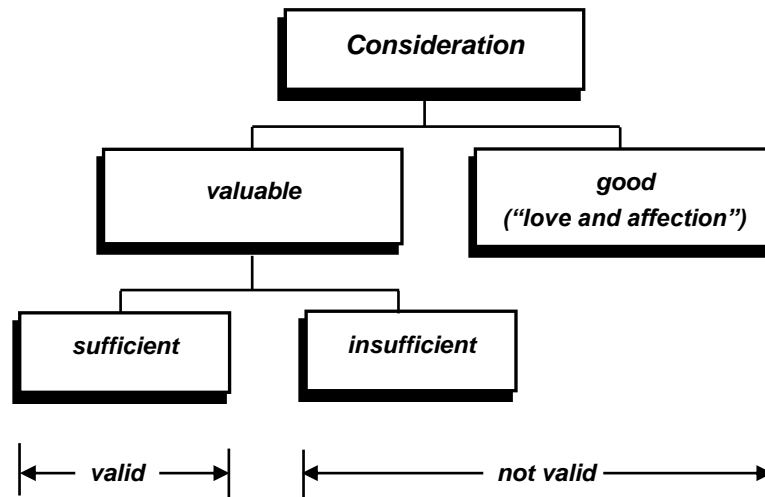 Consideration
valuable
good
(“love and affection”)
sufficient
insufficient
valid
not valid